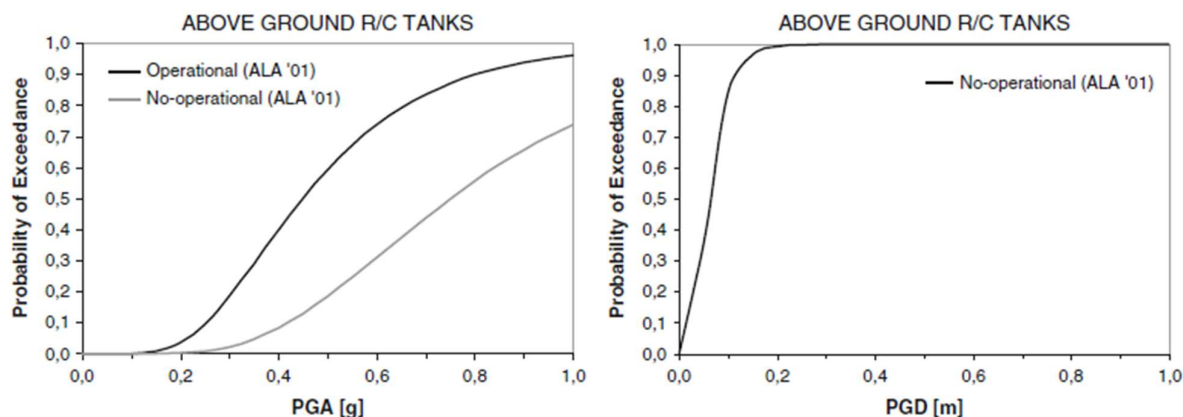 ABOVE GROUND R/C TANKS
1,0
0,9
0,8
0,7
0,6
0,5
0,4
0,3
0,2
0,1
0,0
Probability of Exceedance
Operational (ALA '01)
No-operational (ALA '01)
0,0 0,2 0,4 0,6 0,8 1,0
PGA [g]
ABOVE GROUND R/C TANKS
1,0
0,9
0,8
0,7
0,6
0,5
0,4
0,3
0,2
0,1
0,0
Probability of Exceedance
No-operational (ALA '01)
0,0 0,2 0,4 0,6 0,8 1,0
PGD [m]